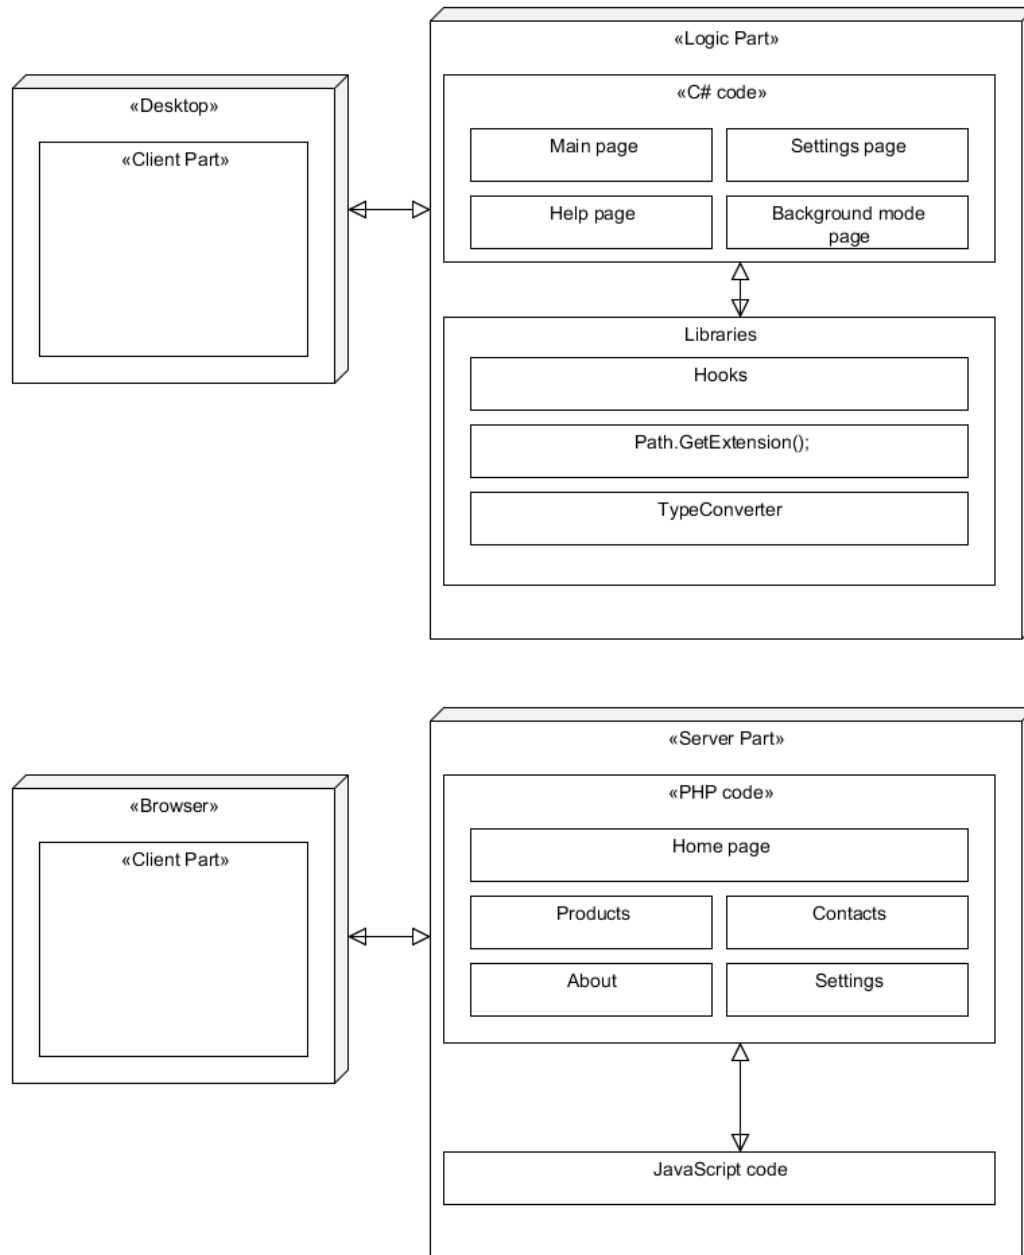 «Logic Part»
«Desktop»
«C# code»
«Client Part»
Main page
Settings page
Help page
Background mode
page
Libraries
Hooks
Path.GetExtension();
TypeConverter
«Server Part»
«Browser»
«PHP code»
«Client Part»
Home page
Products
Contacts
About
Settings
JavaScript code